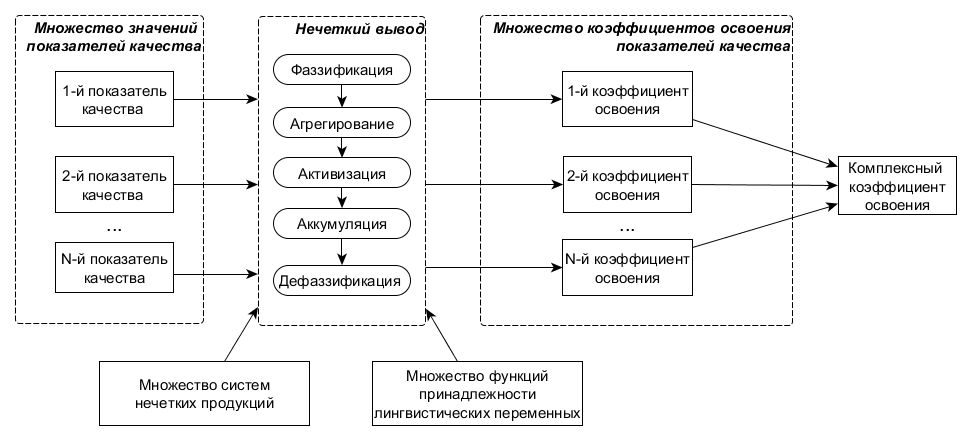 Множество значений
показателей качества
1-й показатель
качества
2-й показатель
качества
...
N-й показатель
качества
Нечеткий вывод
Фаззификация
Агрегирование
Активизация
Аккумуляция
Дефаззификация
Множество коэффициентов освоения
показателей качества
1-й коэффициент
освоения
2-й коэффициент
освоения
...
N-й коэффициент
освоения
Комплексный
коэффициент
освоения
Множество систем
нечетких продукций
Множество функций
принадлежности
лингвистических переменных